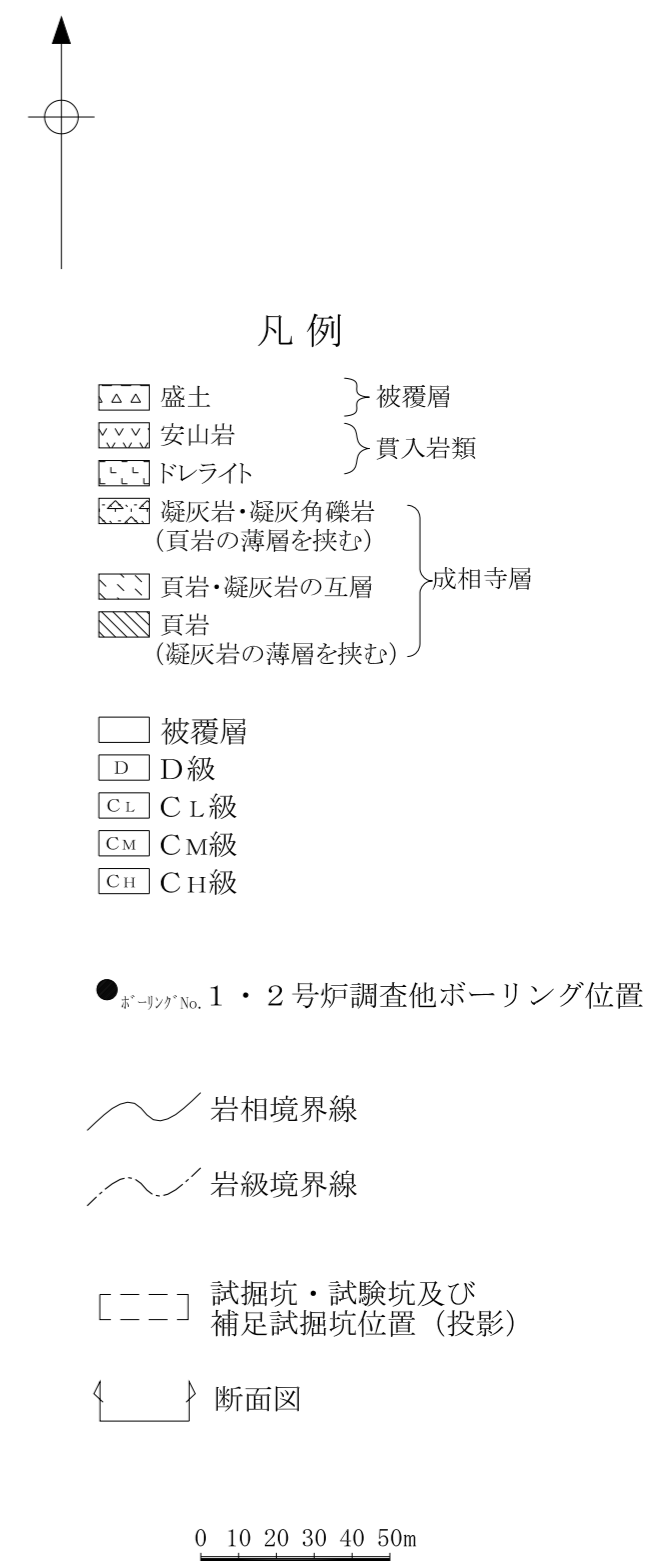 凡 例
盛土
被覆層
安山岩
貫入岩類
ドレライト
凝灰岩・凝灰角礫岩
(頁岩の薄層を挟む)
成相寺層
頁岩・凝灰岩の互層
頁岩
(凝灰岩の薄層を挟む)
被覆層
D D級
CL CL級
CM CM級
CH CH級
ボーリングNo. 1・2号炉調査他ボーリング位置
岩相境界線
岩級境界線
試掘坑・試験坑及び
補足試掘坑位置(投影)
断面図
0 10 20 30 40 50m